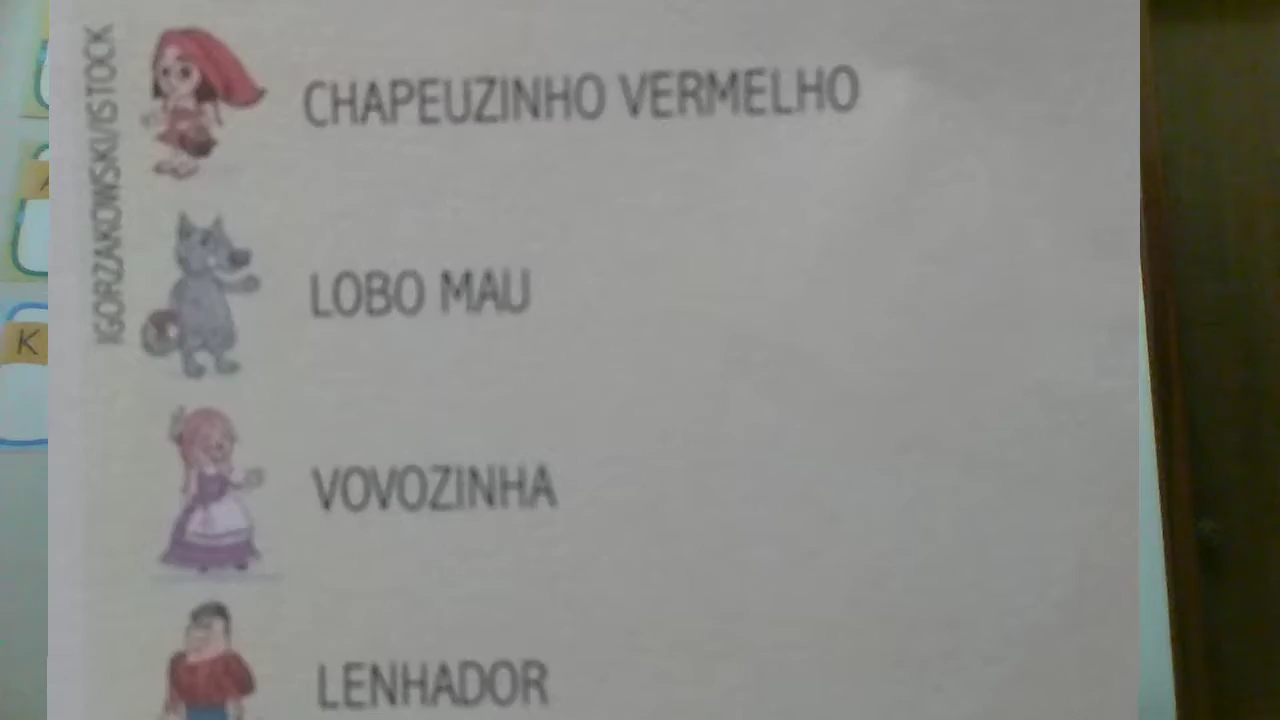 IGORZAKOWSKI/ISTOCK
CHAPEUZINHO VERMELHO
LOBO MAU
VOVOZINHA
LENHADOR
K